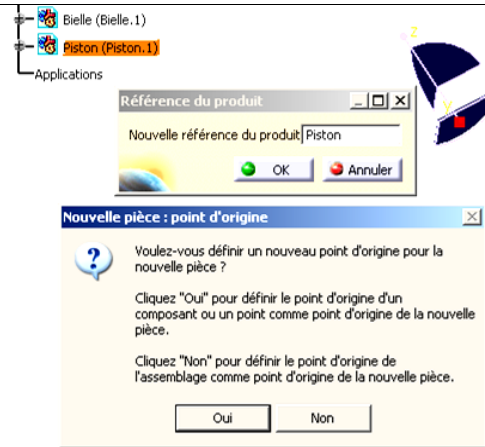 Bielle (Bielle.1)
Piston (Piston.1)
Applications
z
y
Référence du produit
Nouvelle référence du produit Piston
OK Annuler
Nouvelle pièce : point d'origine
Voulez-vous définir un nouveau point d'origine pour la
nouvelle pièce ?
Cliquez "Oui" pour définir le point d'origine d'un
composant ou un point comme point d'origine de la nouvelle
pièce.
Cliquez "Non" pour définir le point d'origine de
l'assemblage comme point d'origine de la nouvelle pièce.
Oui Non